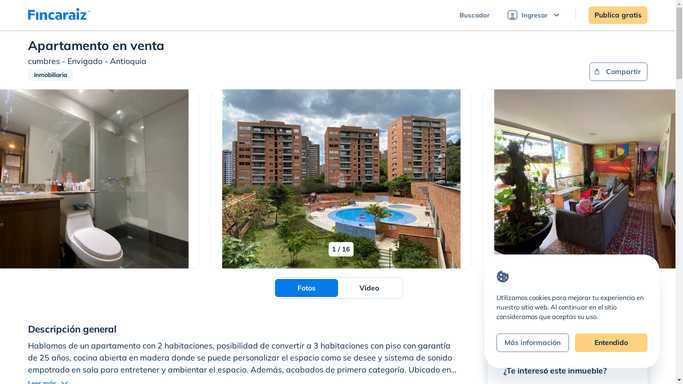 Fincaraiz
Buscador
Ingresar
Publica gratis
Apartamento en venta
cumbres - Envigado - Antioquia
Inmobiliaria
Compartir
1 / 16
Fotos
Video
Utilizamos cookies para mejorar tu experiencia en
nuestro sitio web. Al continuar en el sitio
consideramos que aceptas su uso.
Más información
Entendido
Descripción general
Hablamos de un apartamento con 2 habitaciones, posibilidad de convertir a 3 habitaciones con piso con garantía
de 25 años, cocina abierta en madera donde se puede personalizar el espacio como se desee y sistema de sonido
empotrado en sala para entretener y ambientar el espacio. Además, acabados de primera categoría. Ubicado en...
Leer más
¿Te interesó este inmueble?